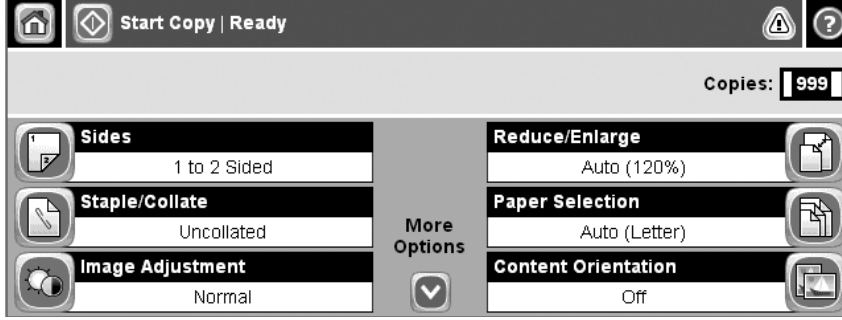 Start Copy | Ready
?
Copies: 999
Sides
1 to 2 Sided
Staple/Collate
Uncollated
Image Adjustment
Normal
More
Options
Reduce/Enlarge
Auto (120%)
Paper Selection
Auto (Letter)
Content Orientation
Off